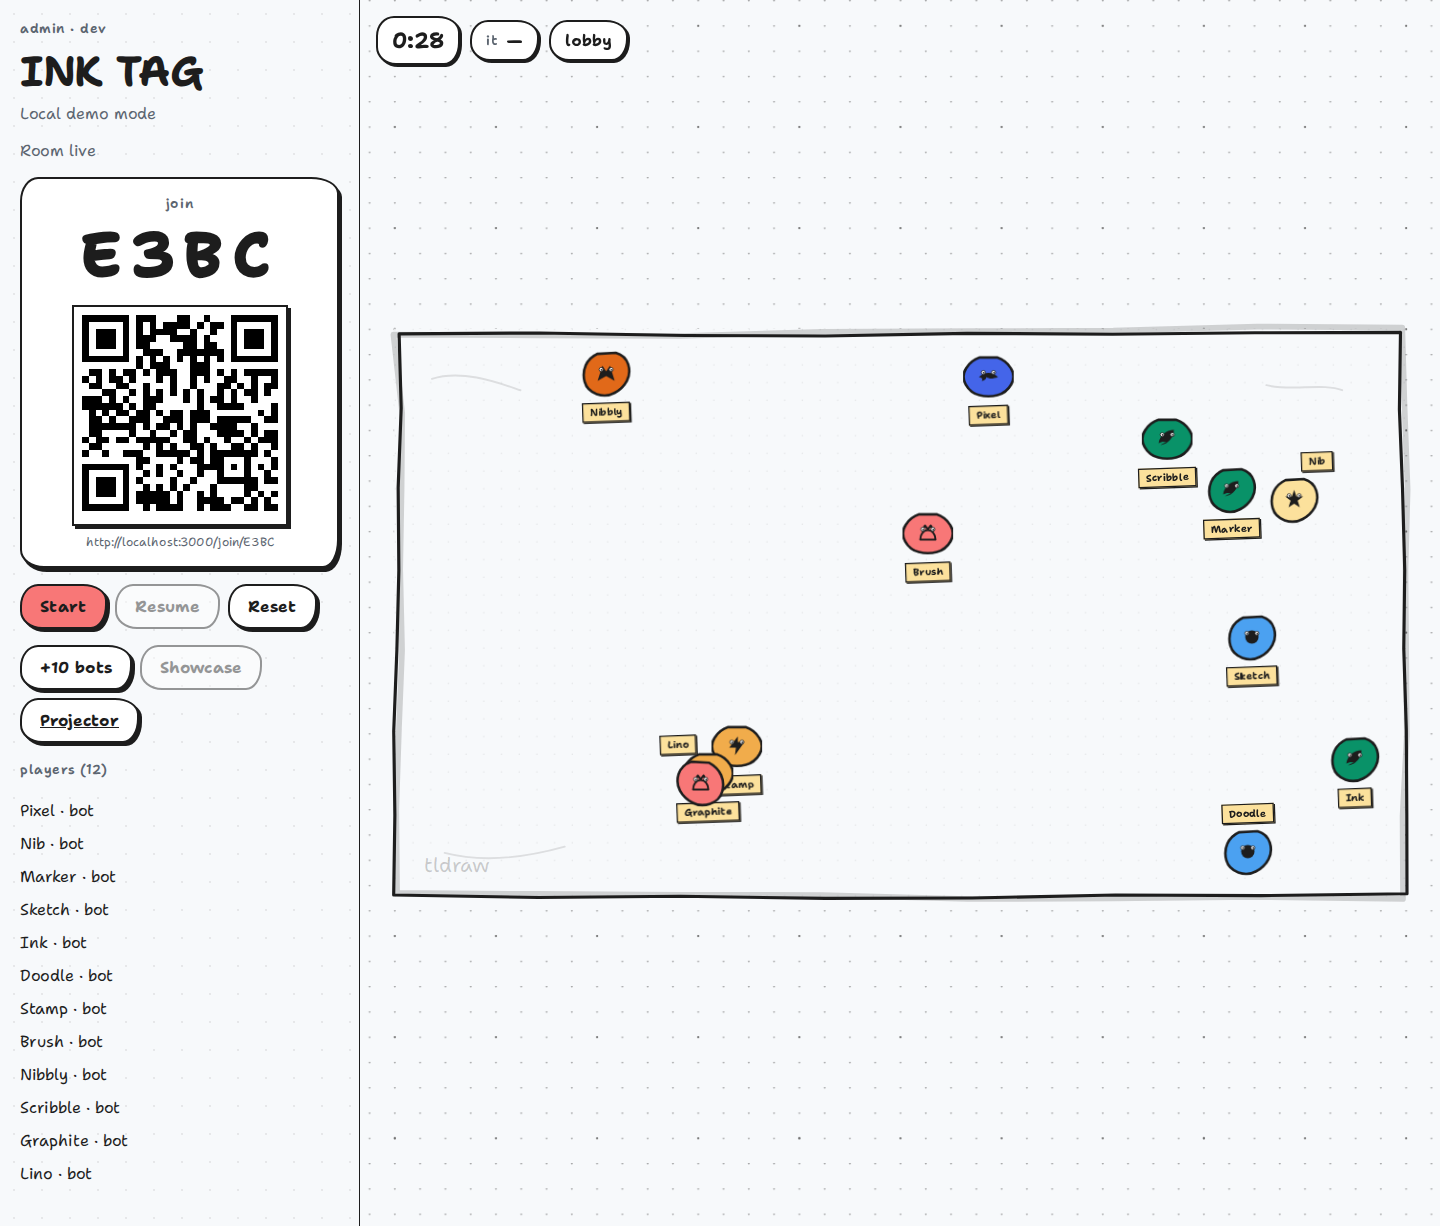 admin · dev
INK TAG
Local demo mode
Room live
join
E3BC
http://localhost:3000/join/E3BC
Start
Resume
Reset
+10 bots
Showcase
Projector
players (12)
Pixel · bot
Nib · bot
Marker · bot
Sketch · bot
Ink · bot
Doodle · bot
Stamp · bot
Brush · bot
Nibbly · bot
Scribble · bot
Graphite · bot
Lino · bot
0:28
it —
lobby
Nibbly
Pixel
Scribble
Nib
Marker
Brush
Sketch
Lino
Graphite
Ink
Doodle
tldraw